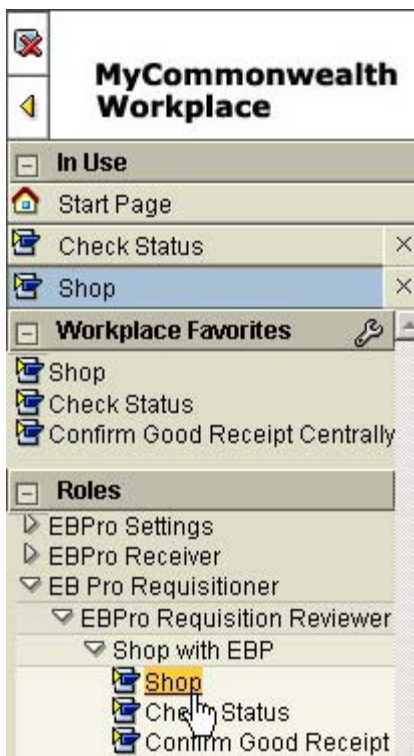 MyCommonwealth
Workplace
In Use
Start Page
Check Status
Shop
Workplace Favorites
Shop
Check Status
Confirm Good Receipt Centrally
Roles
EBPro Settings
EBPro Receiver
EB Pro Requisitioner
EBPro Requisition Reviewer
Shop with EBP
Shop
Check Status
Confirm Good Receipt